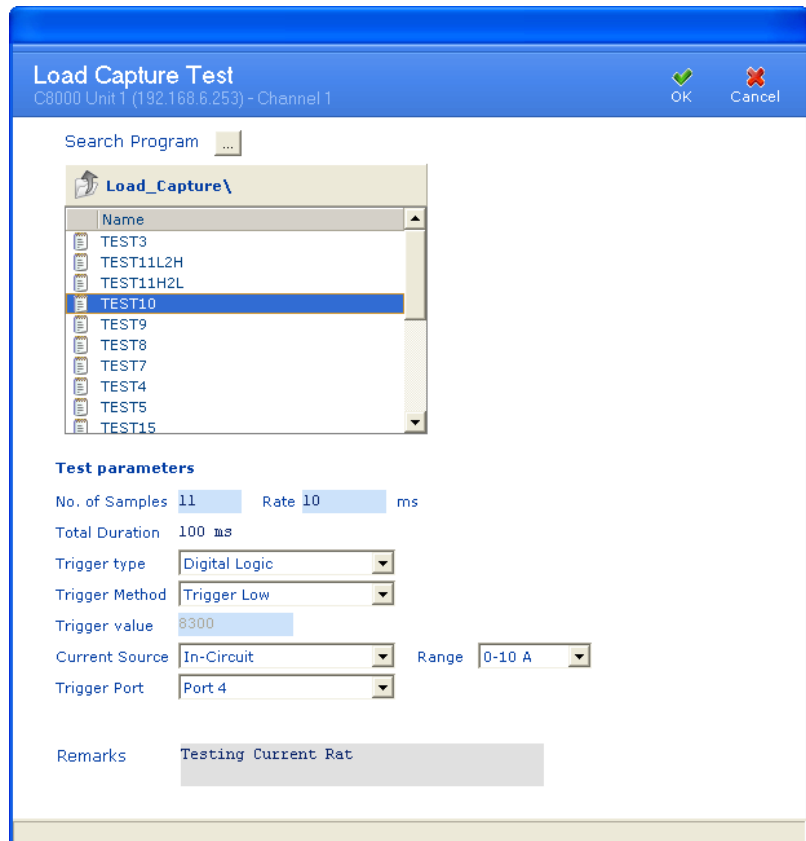 Load Capture Test
C8000 Unit 1 (192.168.6.253) - Channel 1
OK Cancel
Search Program ...
Load_Capture\
Name
TEST3
TEST11L2H
TEST11H2L
TEST10
TEST9
TEST8
TEST7
TEST4
TEST5
TEST15
Test parameters
No. of Samples 11 Rate 10 ms
Total Duration 100 ms
Trigger type Digital Logic
Trigger Method Trigger Low
Trigger value 8300
Current Source In-Circuit Range 0-10 A
Trigger Port Port 4
Remarks Testing Current Rat